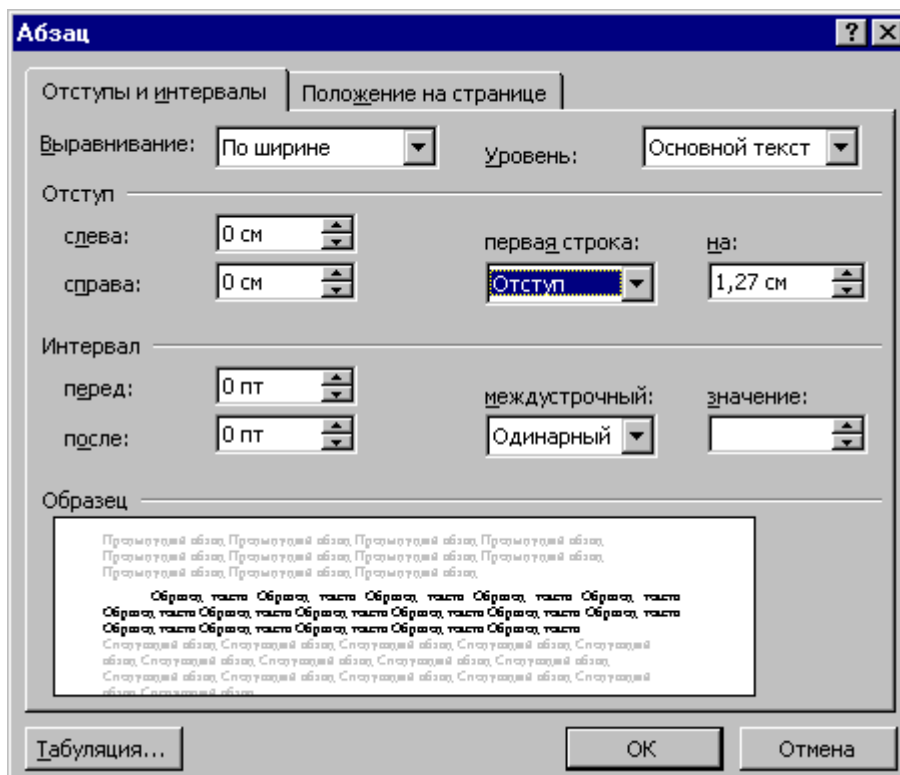 Абзац
Отступы и интервалы Положение на странице
Выравнивание: По ширине Уровень: Основной текст
Отступ
слева: 0 см первая строка: на:
справа: 0 см Отступ 1,27 см
Интервал
перед: 0 пт междустрочный: значение:
после: 0 пт Одинарный
Образец
Табуляция... ОК Отмена